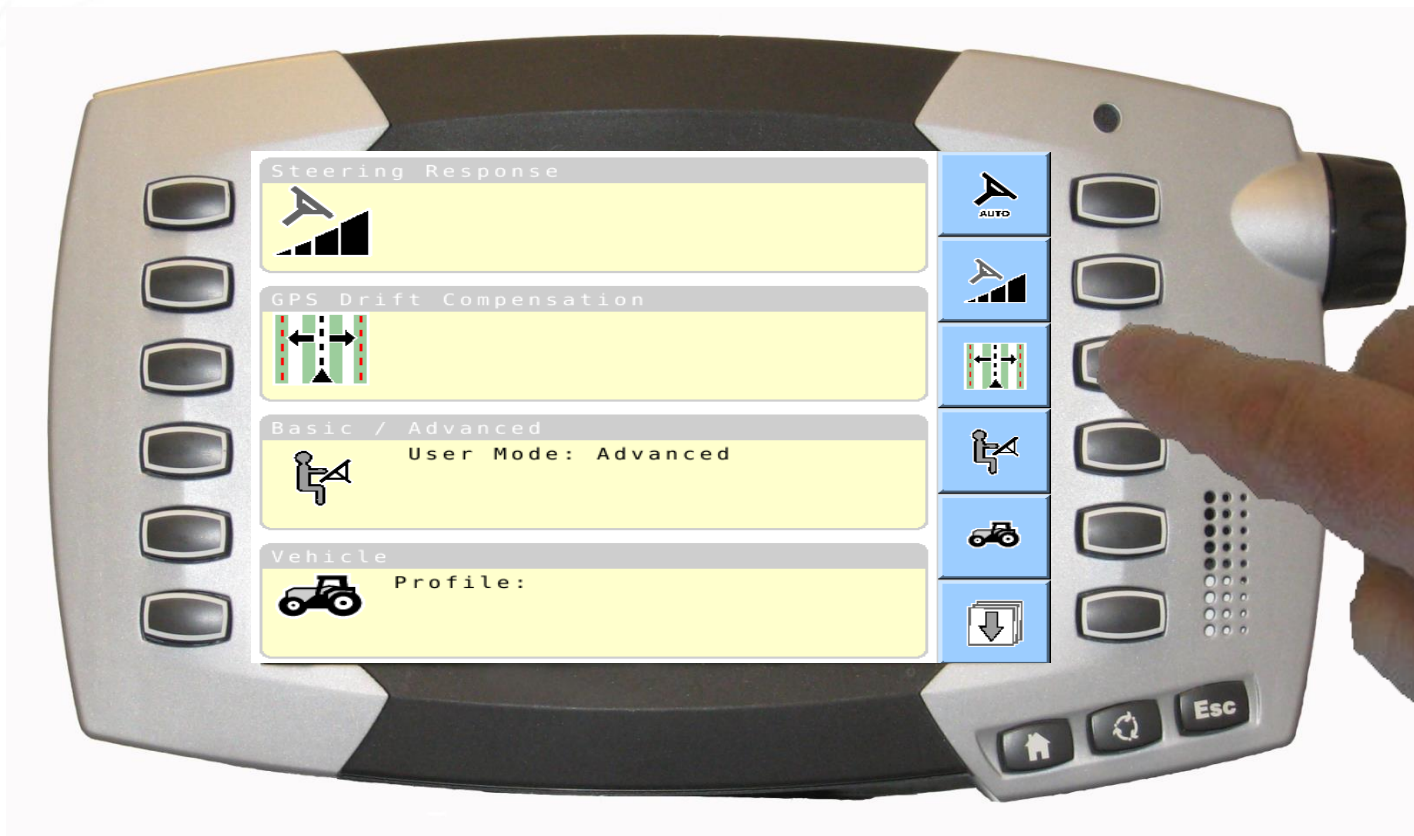 Steering Response
AUTO
GPS Drift Compensation
Basic / Advanced
User Mode: Advanced
Vehicle
Profile:
Esc